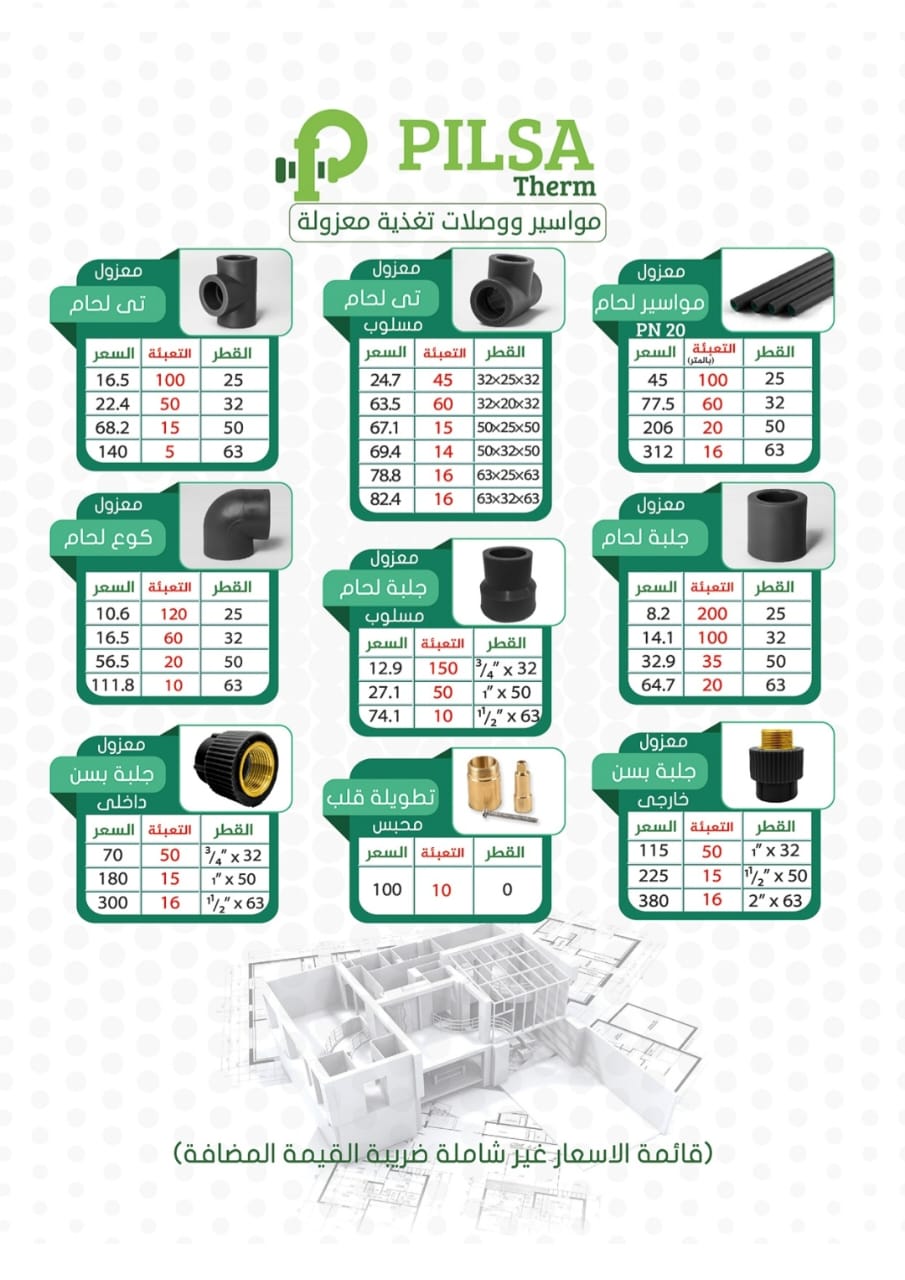 PILSA
Therm
مواسير ووصلات تغذية معزولة
معزول
مواسير لحام
PN 20
القطر التعبئة (بالمتر) السعر
25 100 45
32 60 77.5
50 20 206
63 16 312
معزول
تى لحام
مسلوب
القطر التعبئة السعر
32×25×32 45 24.7
32×20×32 60 63.5
50×25×50 15 67.1
50×32×50 14 69.4
63×25×63 16 78.8
63×32×63 16 82.4
معزول
تى لحام
القطر التعبئة السعر
25 100 16.5
32 50 22.4
50 15 68.2
63 5 140
معزول
جلبة لحام
القطر التعبئة السعر
25 200 8.2
32 100 14.1
50 35 32.9
63 20 64.7
معزول
جلبة لحام
مسلوب
القطر التعبئة السعر
3/4” x 32 150 12.9
1” x 50 50 27.1
1 1/2” x 63 10 74.1
معزول
كوع لحام
القطر التعبئة السعر
25 120 10.6
32 60 16.5
50 20 56.5
63 10 111.8
معزول
جلبة بسن
خارجى
القطر التعبئة السعر
1” x 32 50 115
1 1/2” x 50 15 225
2” x 63 16 380
تطويلة قلب
محبس
القطر التعبئة السعر
0 10 100
معزول
جلبة بسن
داخلى
القطر التعبئة السعر
3/4” x 32 50 70
1” x 50 15 180
1 1/2” x 63 16 300
(قائمة الاسعار غير شاملة ضريبة القيمة المضافة)